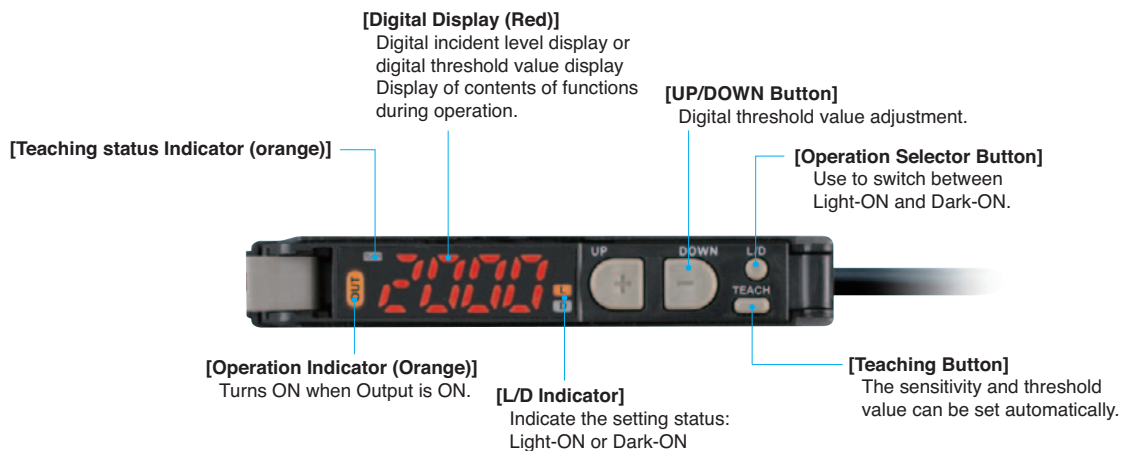 [Digital Display (Red)]
Digital incident level display or
digital threshold value display
Display of contents of functions
during operation.
[UP/DOWN Button]
Digital threshold value adjustment.
[Teaching status Indicator (orange)]
[Operation Selector Button]
Use to switch between
Light-ON and Dark-ON.
UP
DOWN
L/D
OUT
2000
L
D
+
−
TEACH
[Operation Indicator (Orange)]
Turns ON when Output is ON.
[L/D Indicator]
Indicate the setting status:
Light-ON or Dark-ON
[Teaching Button]
The sensitivity and threshold
value can be set automatically.